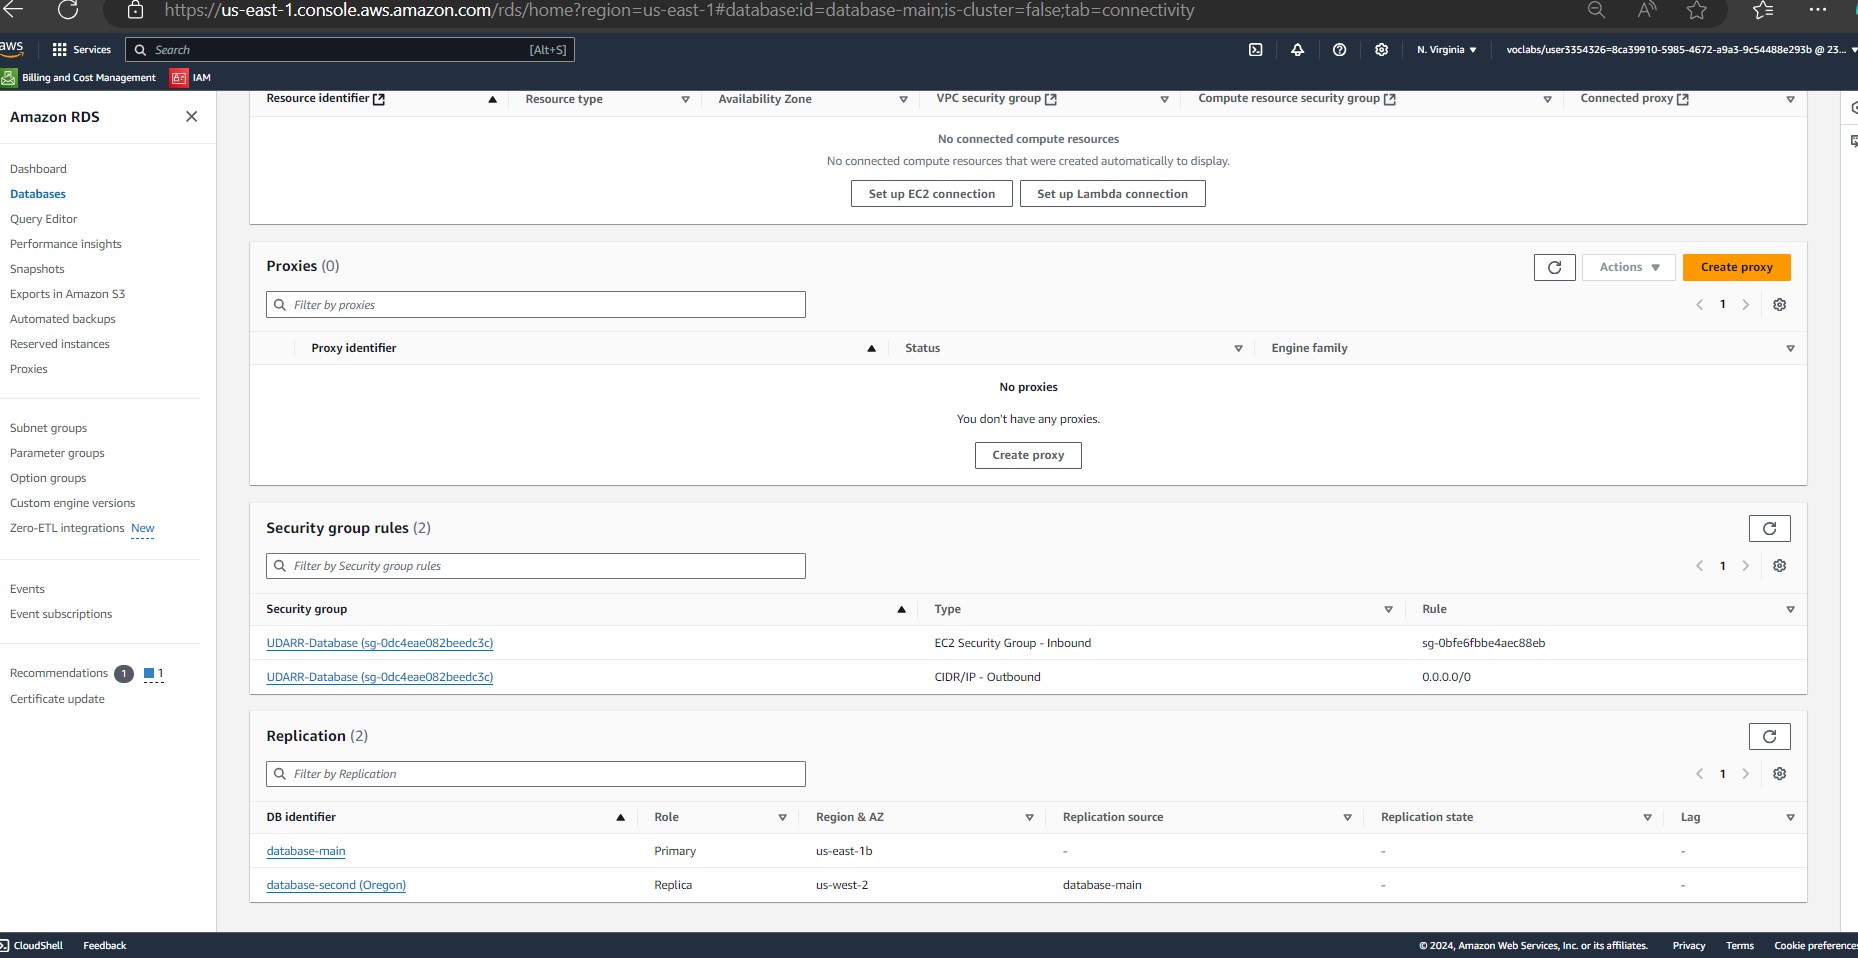 https://us-east-1.console.aws.amazon.com/rds/home?region=us-east-1#database:id=database-main;is-cluster=false;tab=connectivity
aws Services Search [Alt+S] N. Virginia voclabs/user3354326=8ca39910-5985-4672-a9a3-9c54488e293b @ 23...
Billing and Cost Management IAM
Amazon RDS
Dashboard
Databases
Query Editor
Performance insights
Snapshots
Exports in Amazon S3
Automated backups
Reserved instances
Proxies
Subnet groups
Parameter groups
Option groups
Custom engine versions
Zero-ETL integrations New
Events
Event subscriptions
Recommendations 1 1
Certificate update
Resource identifier Resource type Availability Zone VPC security group Compute resource security group Connected proxy
No connected compute resources
No connected compute resources that were created automatically to display.
Set up EC2 connection Set up Lambda connection
Proxies (0) Actions Create proxy
Filter by proxies 1
Proxy identifier Status Engine family
No proxies
You don't have any proxies.
Create proxy
Security group rules (2)
Filter by Security group rules 1
Security group Type Rule
UDARR-Database (sg-0dc4eae082beedc3c) EC2 Security Group - Inbound sg-0bfe6fbbe4aec88eb
UDARR-Database (sg-0dc4eae082beedc3c) CIDR/IP - Outbound 0.0.0.0/0
Replication (2)
Filter by Replication 1
DB identifier Role Region & AZ Replication source Replication state Lag
database-main Primary us-east-1b - - -
database-second (Oregon) Replica us-west-2 database-main - -
CloudShell Feedback © 2024, Amazon Web Services, Inc. or its affiliates. Privacy Terms Cookie preferences